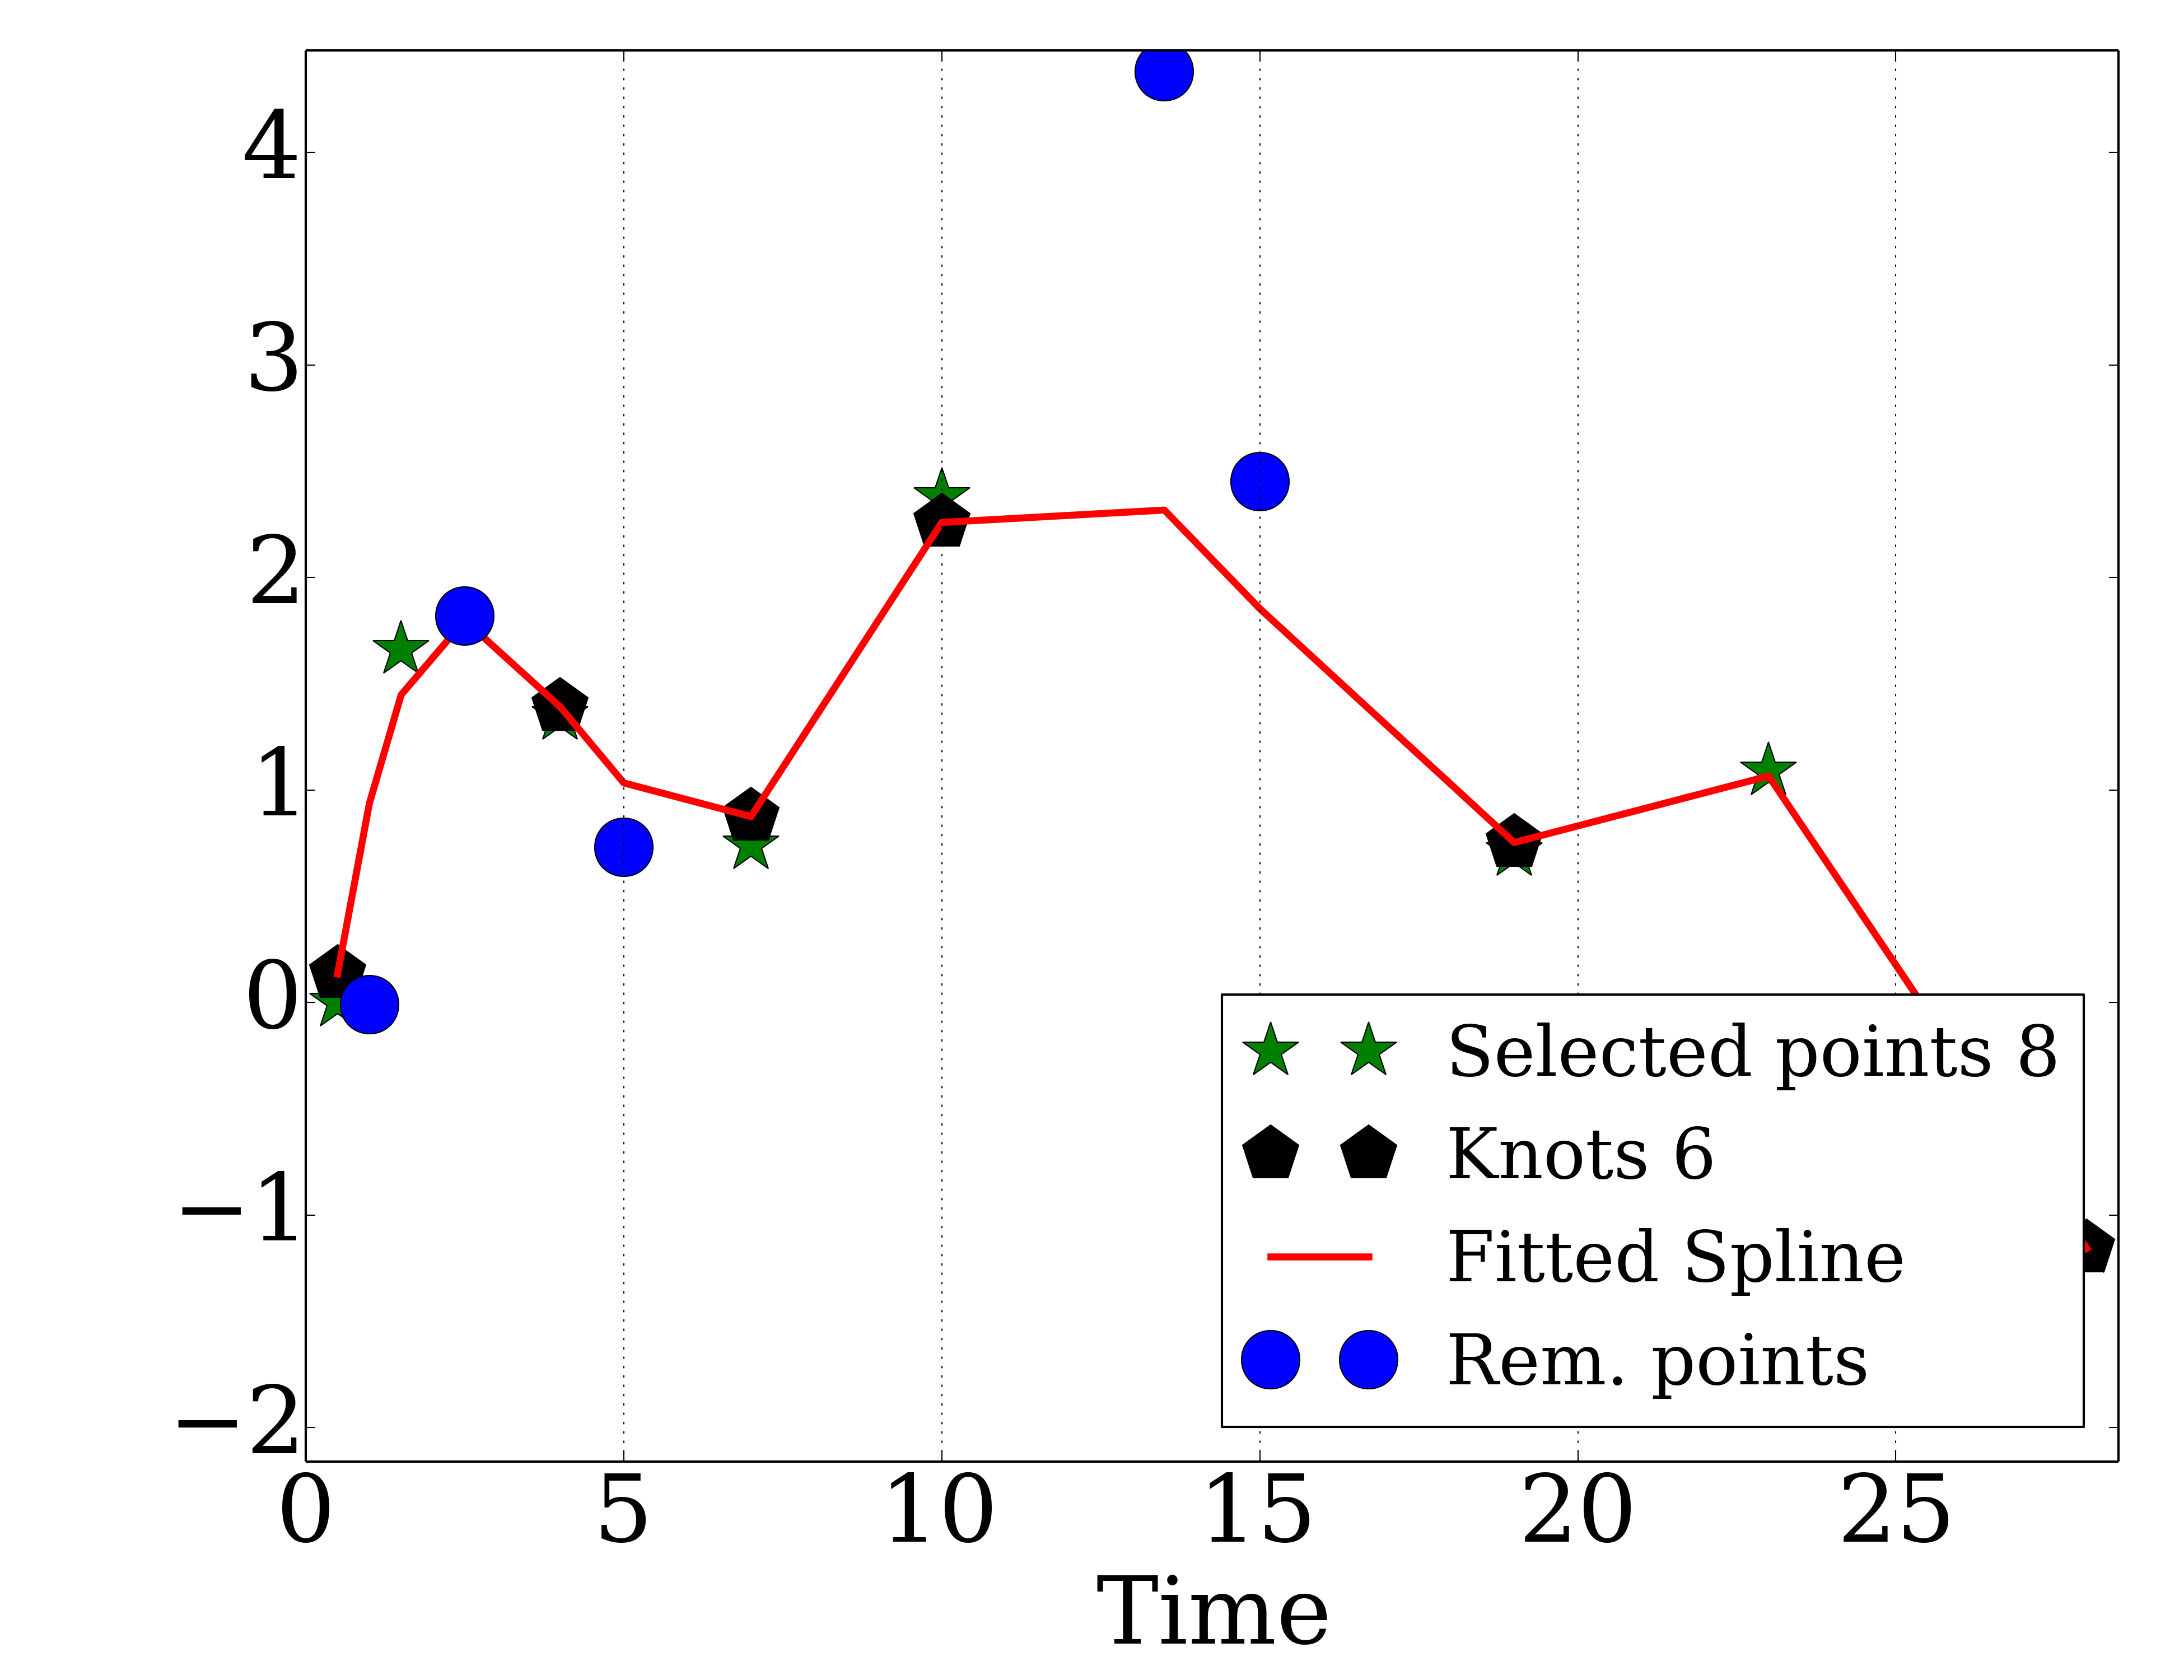 4
3
2
1
0
−1
−2
0 5 10 15 20 25
Time
Selected points 8
Knots 6
Fitted Spline
Rem. points